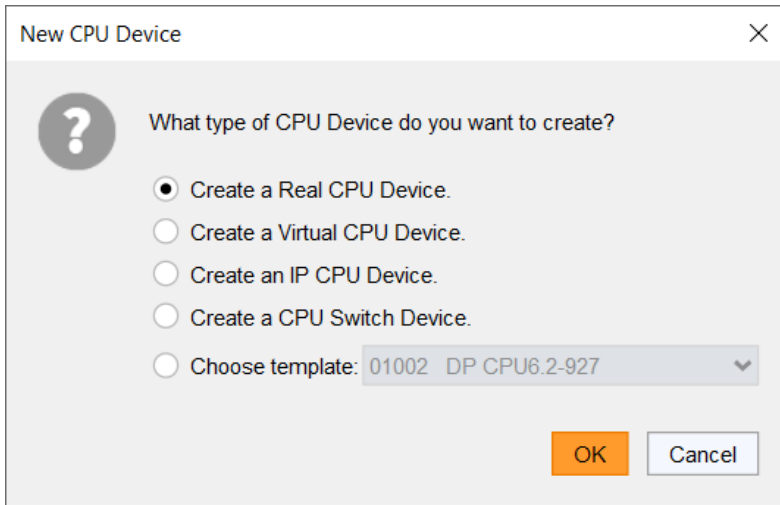 New CPU Device
What type of CPU Device do you want to create?
Create a Real CPU Device.
Create a Virtual CPU Device.
Create an IP CPU Device.
Create a CPU Switch Device.
Choose template: 01002 DP CPU6.2-927
OK Cancel